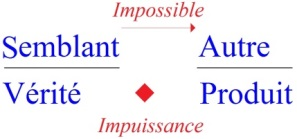 Impossible
Semblant Autre
Vérité Produit
Impuissance